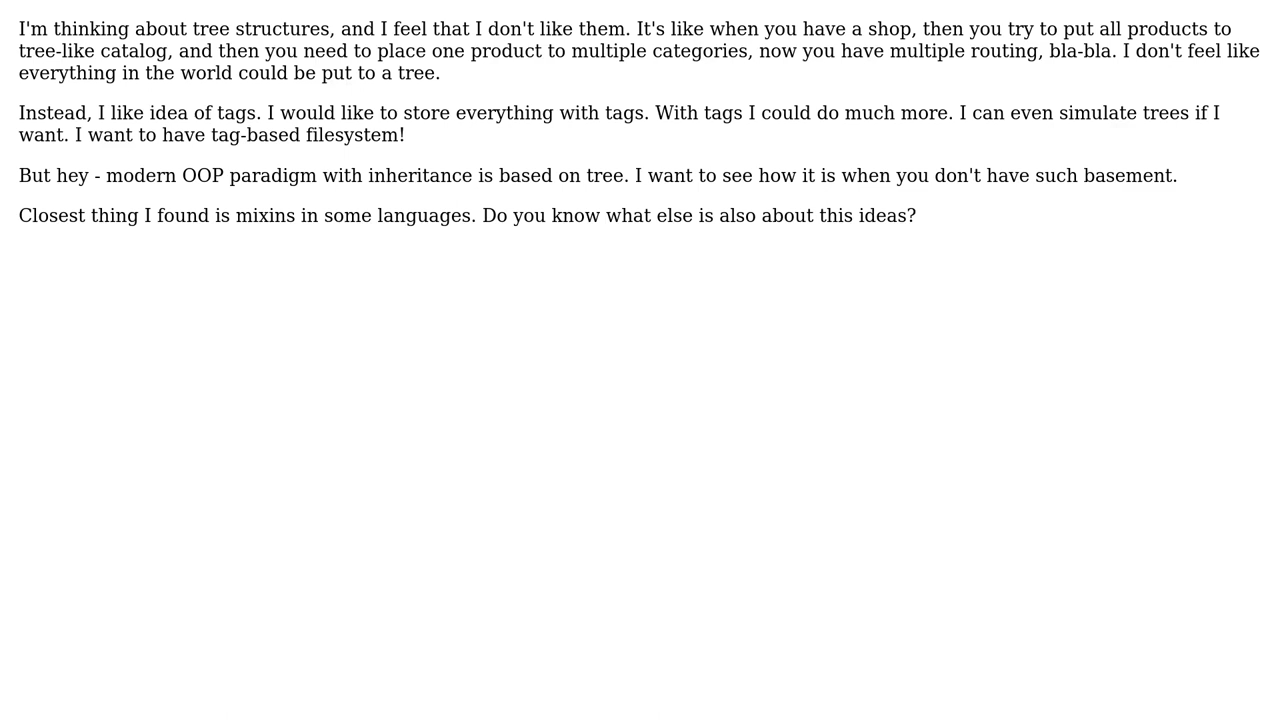 I'm thinking about tree structures, and I feel that I don't like them. It's like when you have a shop, then you try to put all products to
tree-like catalog, and then you need to place one product to multiple categories, now you have multiple routing, bla-bla. I don't feel like
everything in the world could be put to a tree.
Instead, I like idea of tags. I would like to store everything with tags. With tags I could do much more. I can even simulate trees if I
want. I want to have tag-based filesystem!
But hey - modern OOP paradigm with inheritance is based on tree. I want to see how it is when you don't have such basement.
Closest thing I found is mixins in some languages. Do you know what else is also about this ideas?